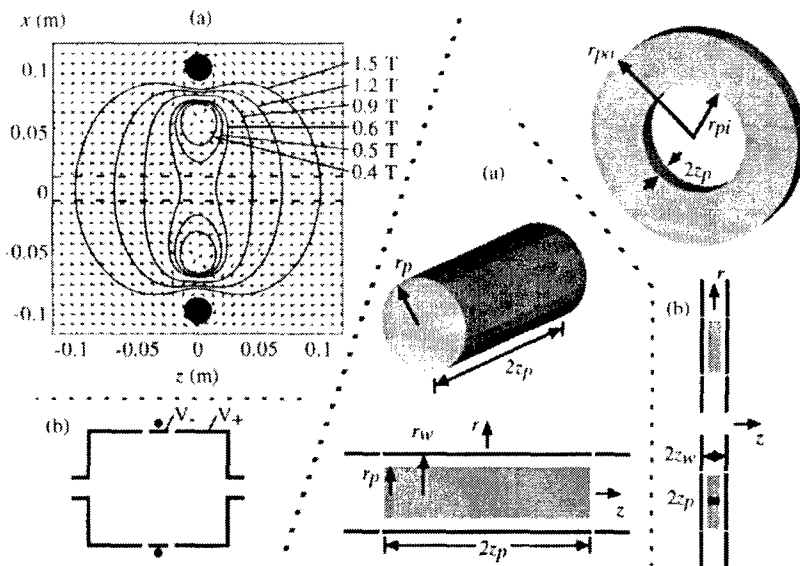 x (m)
(a)
0.1
0.05
0
-0.05
-0.1
1.5 T
1.2 T
0.9 T
0.6 T
0.5 T
0.4 T
-0.1 -0.05 0 0.05 0.1
z (m)
(b)
V- V+
(a)
rp
2zp
rw
r
rp
z
2zp
rpo
rpi
2zp
r
(b)
z
2zw
2zp